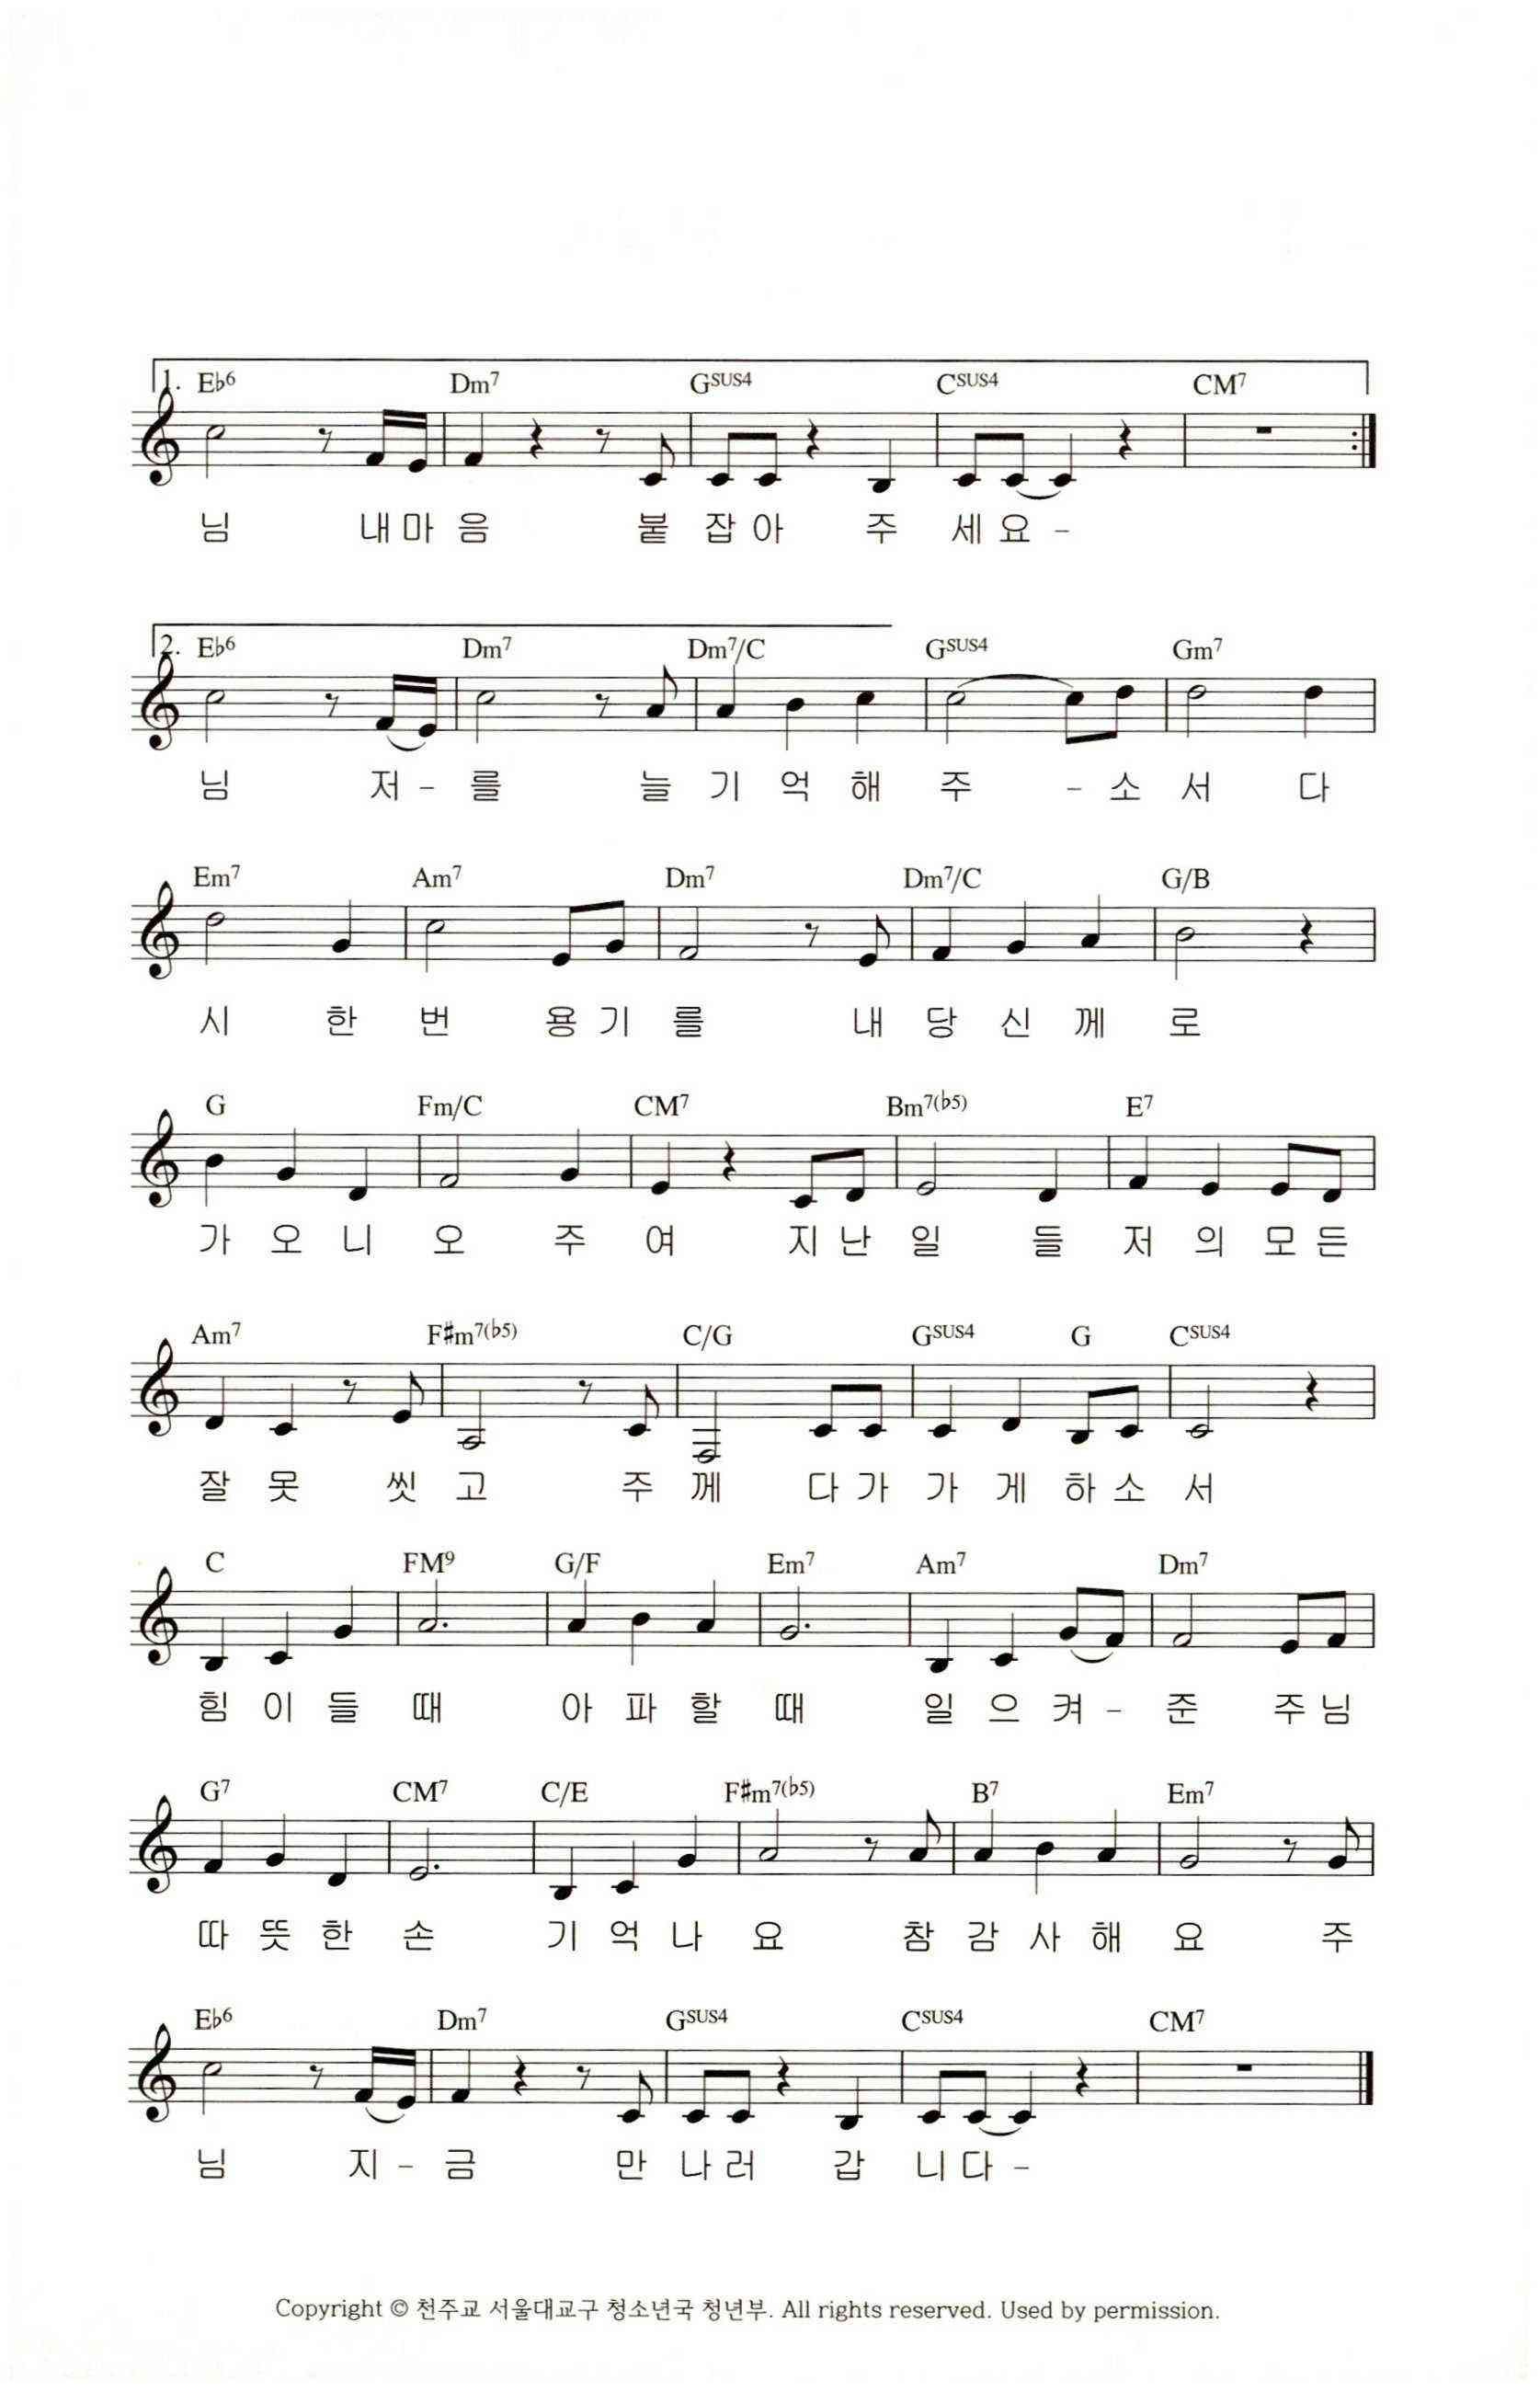 1. E♭6 Dm7 GSUS4 CSUS4 CM7
님 내 마 음 붙 잡 아 주 세 요 -
2. E♭6 Dm7 Dm7/C GSUS4 Gm7
님 저 - 를 늘 기 억 해 주 - 소 서 다
Em7 Am7 Dm7 Dm7/C G/B
시 한 번 용 기 를 내 당 신 께 로
G Fm/C CM7 Bm7(♭5) E7
가 오 니 오 주 여 지 난 일 들 저 의 모 든
Am7 F#m7(♭5) C/G GSUS4 G CSUS4
잘 못 씻 고 주 께 다 가 가 게 하 소 서
C FM9 G/F Em7 Am7 Dm7
힘 이 들 때 아 파 할 때 일 으 켜 - 준 주 님
G7 CM7 C/E F#m7(♭5) B7 Em7
따 뜻 한 손 기 억 나 요 참 감 사 해 요 주
E♭6 Dm7 GSUS4 CSUS4 CM7
님 지 - 금 만 나 러 갑 니 다 -
Copyright © 천주교 서울대교구 청소년국 청년부. All rights reserved. Used by permission.